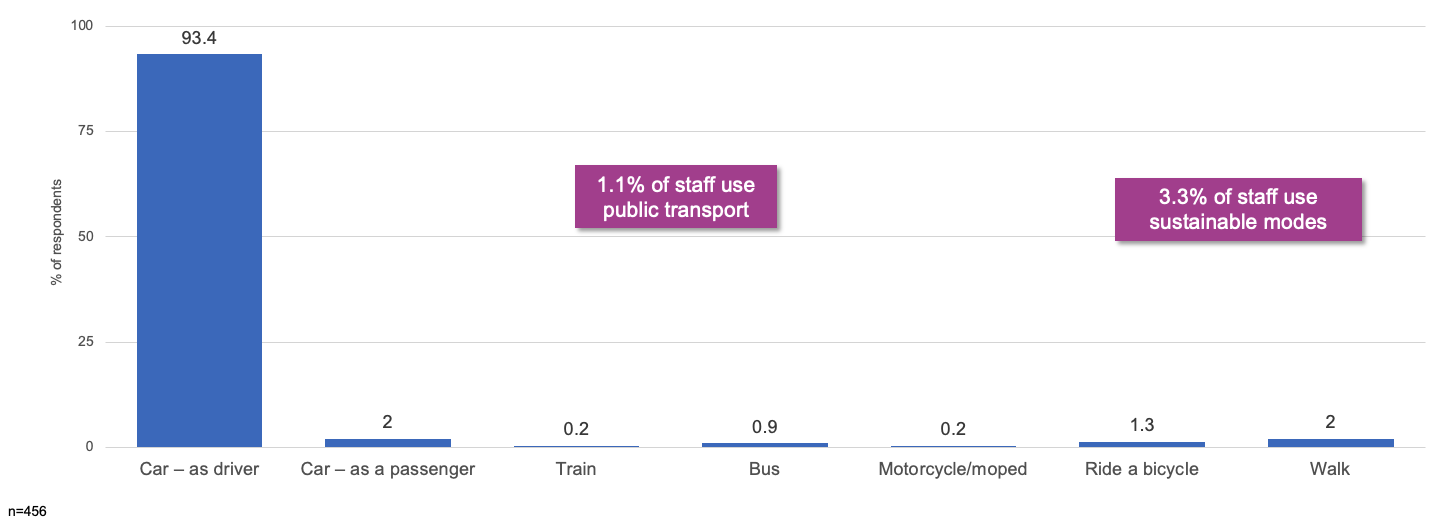 100
93.4
75
1.1% of staff use
public transport
3.3% of staff use
sustainable modes
% of respondents
50
25
2
0.2
0.9
0.2
1.3
2
0
Car – as driver
Car – as a passenger
Train
Bus
Motorcycle/moped
Ride a bicycle
Walk
n=456